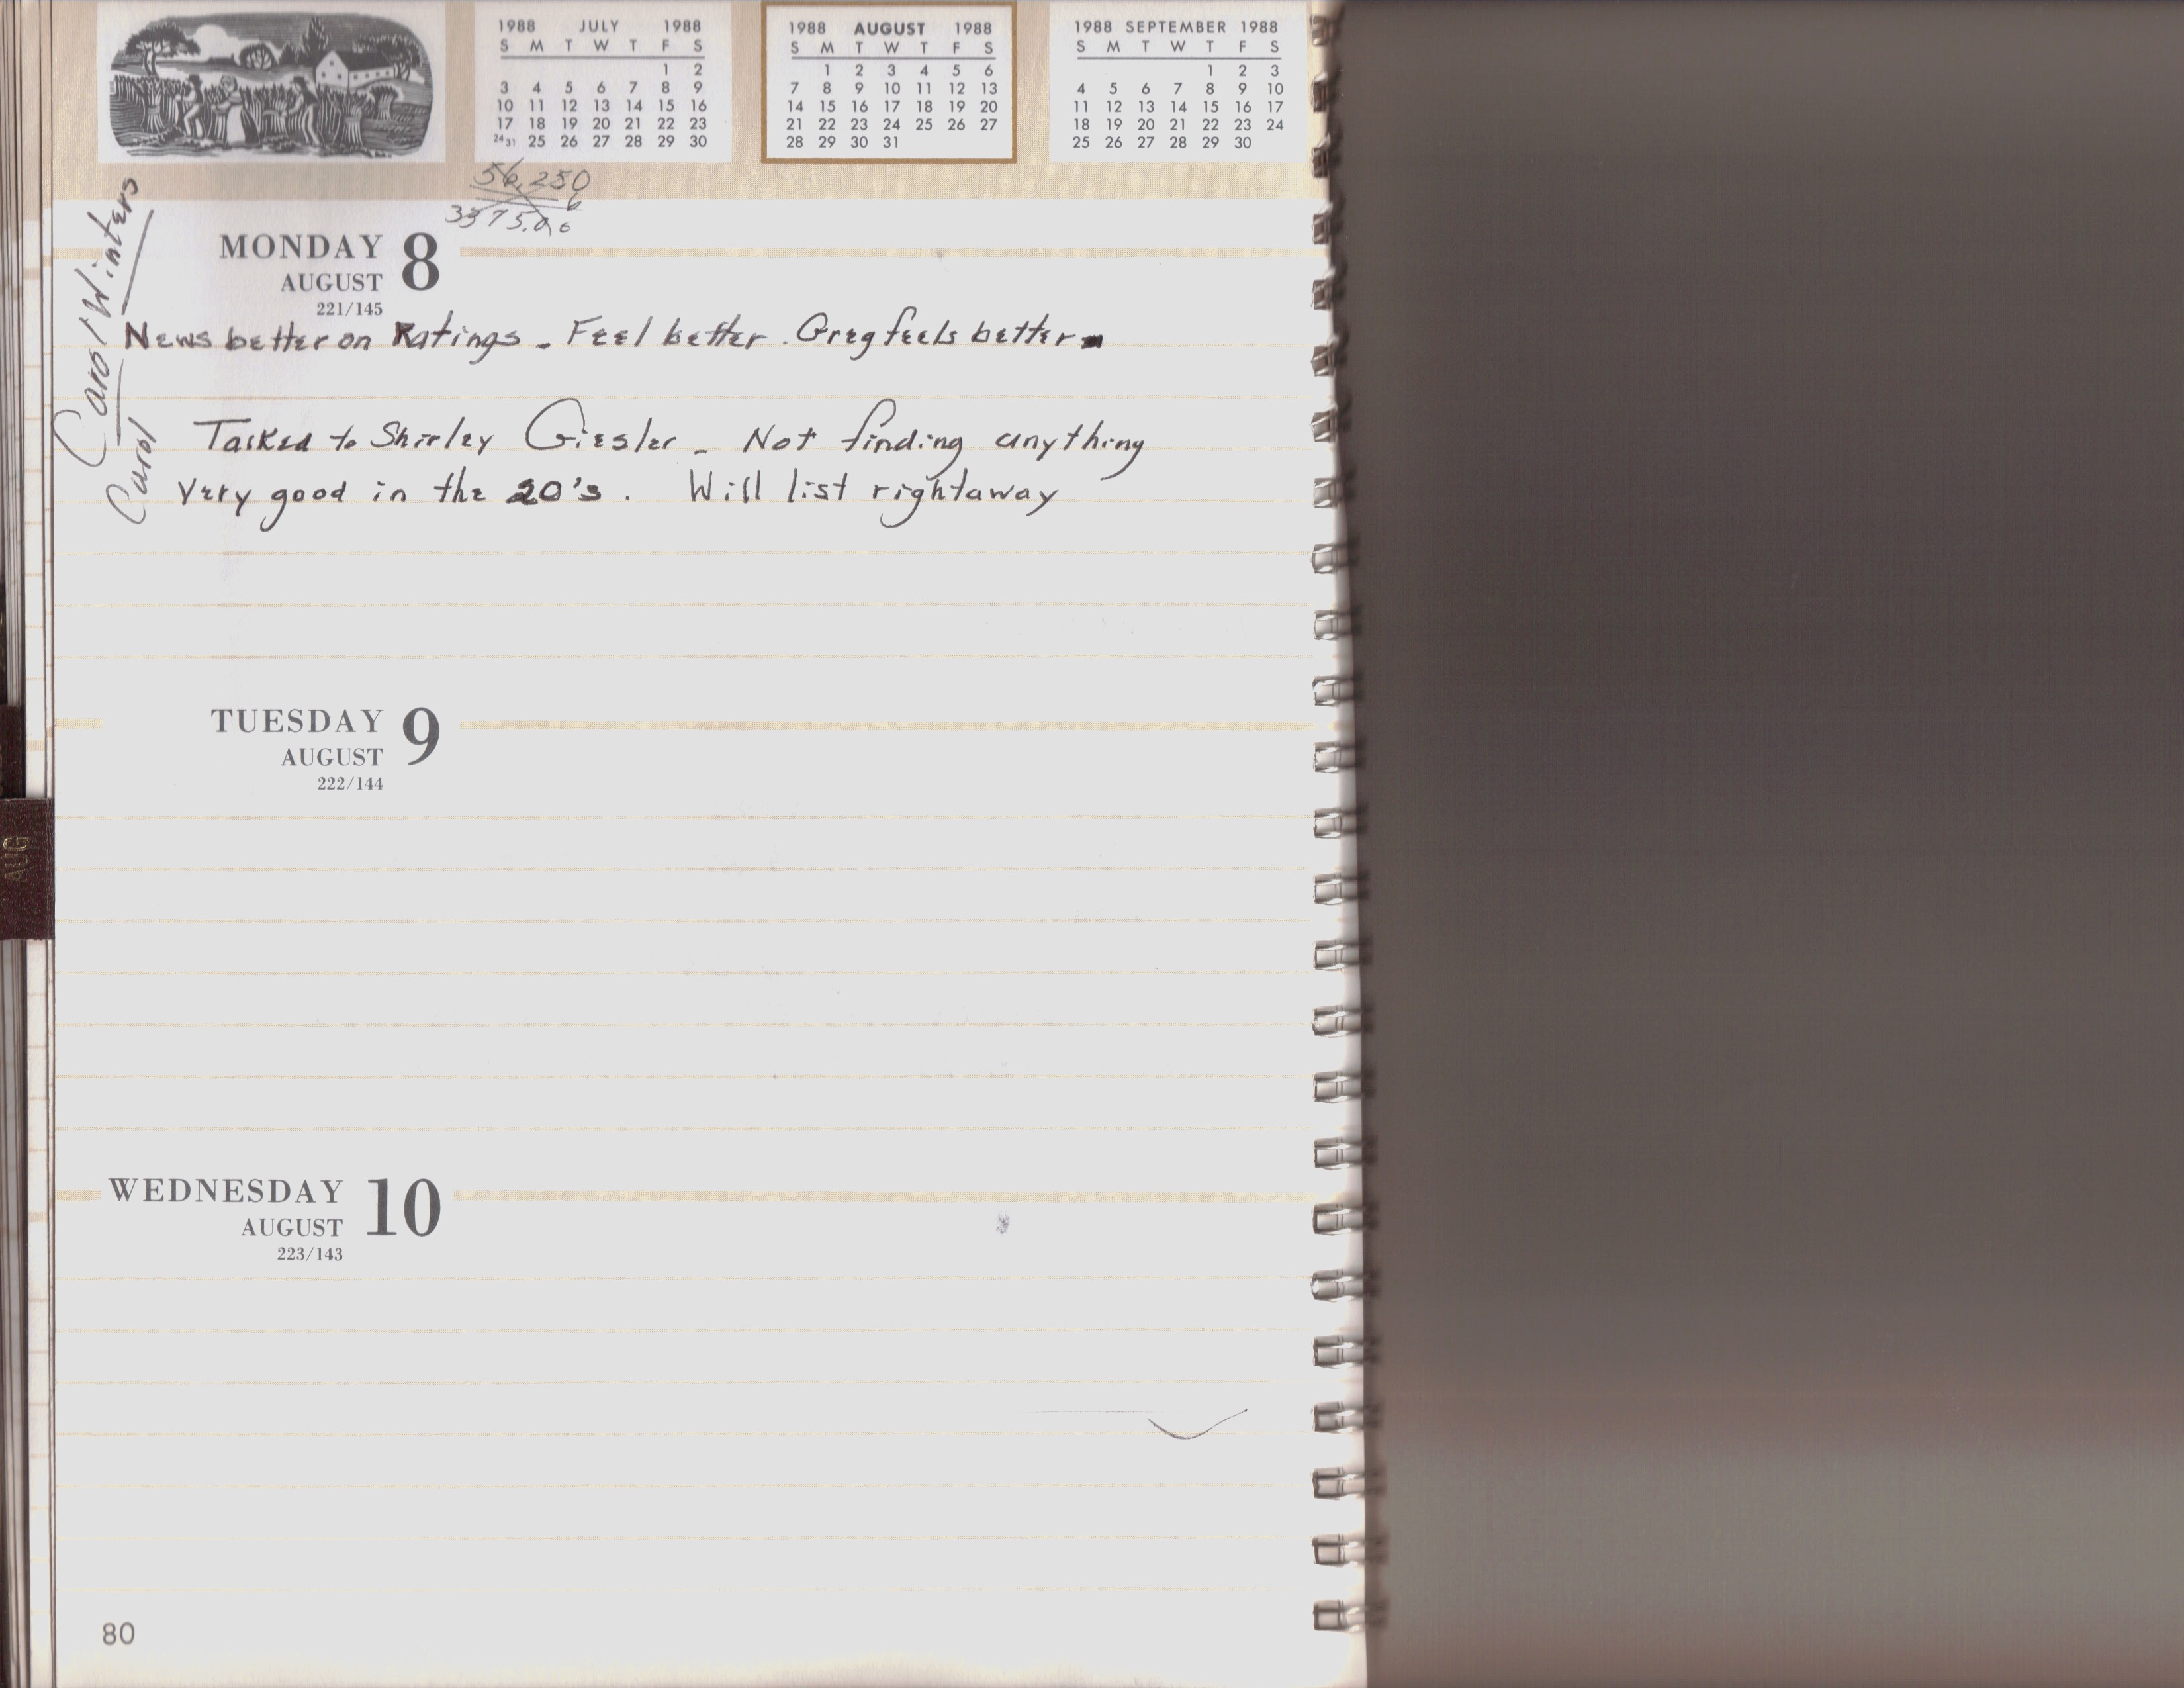 1988 JULY 1988
S M T W T F S
1 2
3 4 5 6 7 8 9
10 11 12 13 14 15 16
17 18 19 20 21 22 23
24 31 25 26 27 28 29 30
1988 AUGUST 1988
S M T W T F S
1 2 3 4 5 6
7 8 9 10 11 12 13
14 15 16 17 18 19 20
21 22 23 24 25 26 27
28 29 30 31
1988 SEPTEMBER 1988
S M T W T F S
1 2 3
4 5 6 7 8 9 10
11 12 13 14 15 16 17
18 19 20 21 22 23 24
25 26 27 28 29 30
56,250
6
Carol Winters
Carol
MONDAY 8
AUGUST
221/145
News better on Ratings - Feel better. Greg feels better
Talked to Shirley Giesler - Not finding anything
Very good in the 20's. Will list rightaway
TUESDAY 9
AUGUST
222/144
AUG
WEDNESDAY 10
AUGUST
223/143
80